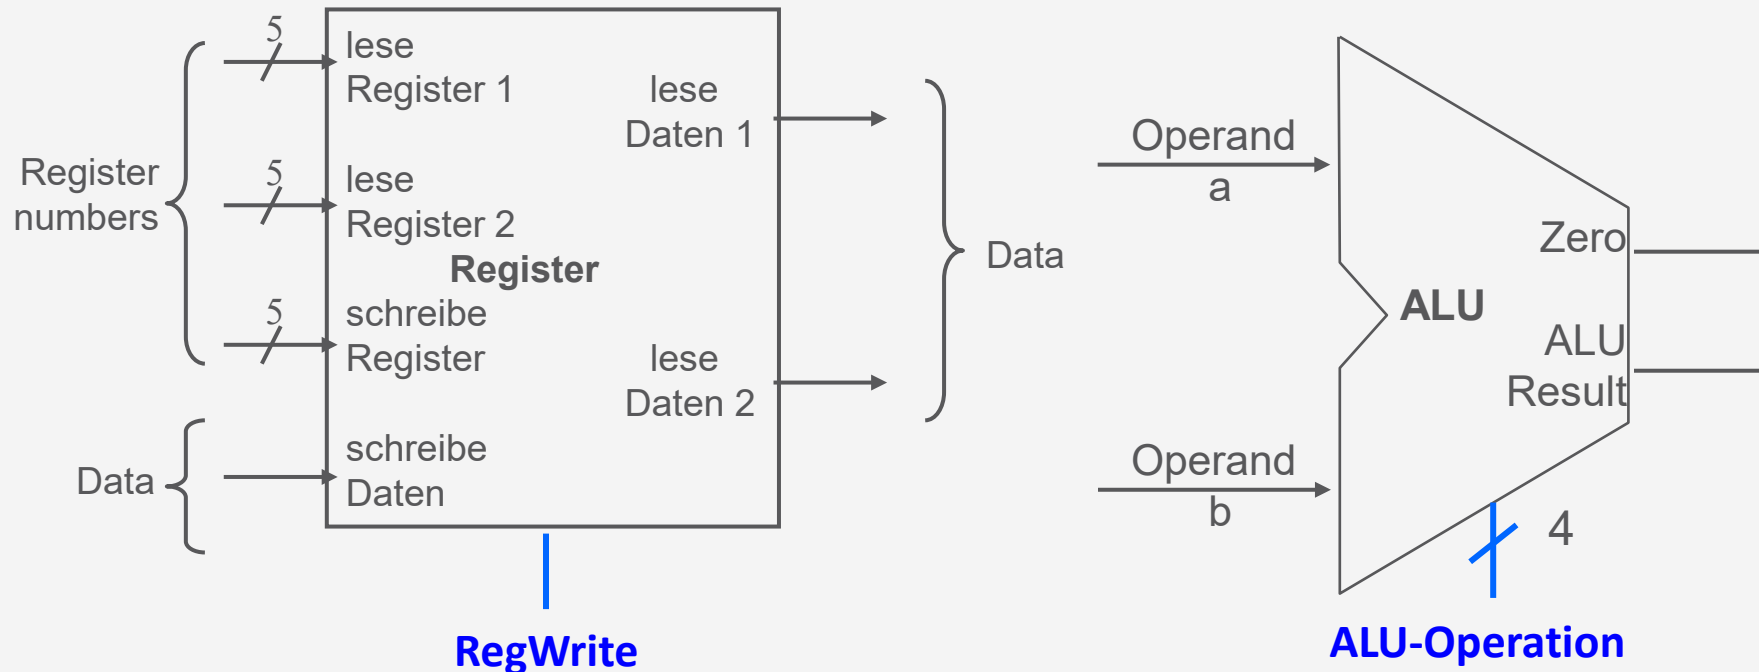 Register
numbers
Data
5
5
5
lese
Register 1
lese
Register 2
Register
schreibe
Register
schreibe
Daten
lese
Daten 1
lese
Daten 2
RegWrite
Data
Operand
a
Operand
b
ALU
Zero
ALU
Result
4
ALU-Operation